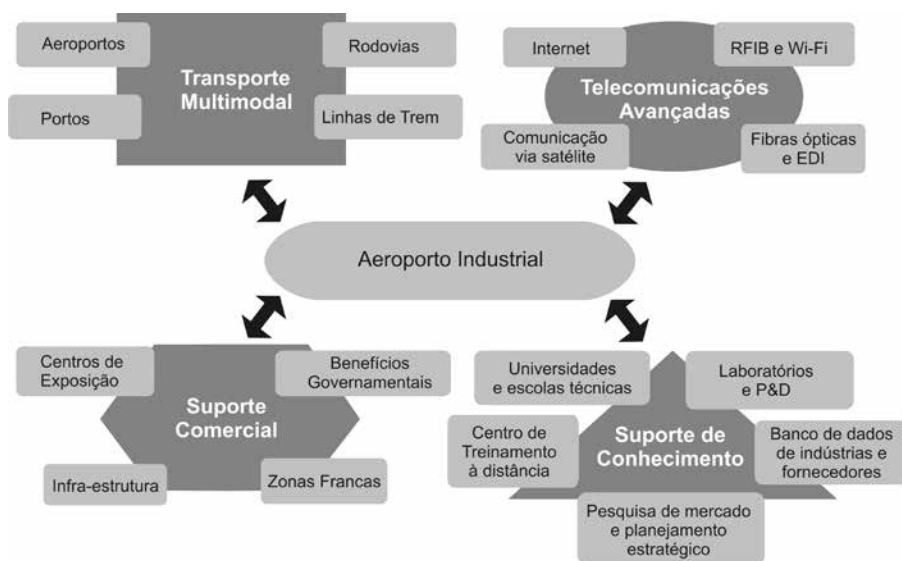 Aeroportos
Rodovias
Transporte
Multimodal
Portos
Linhas de Trem
Internet
RFIB e Wi-Fi
Telecomunicações
Avançadas
Comunicação
via satélite
Fibras ópticas
e EDI
Aeroporto Industrial
Centros de
Exposição
Benefícios
Governamentais
Suporte
Comercial
Infra-estrutura
Zonas Francas
Universidades
e escolas técnicas
Laboratórios
e P&D
Centro de
Treinamento
à distância
Suporte de
Conhecimento
Banco de dados
de indústrias e
fornecedores
Pesquisa de mercado
e planejamento
estratégico